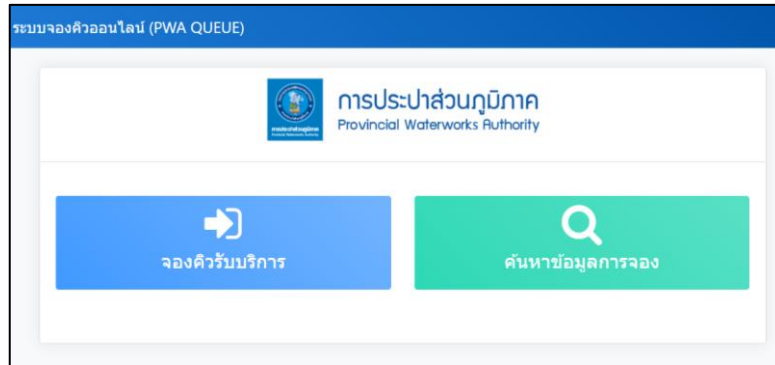 ระบบจองคิวออนไลน์ (PWA QUEUE)
การประปาส่วนภูมิภาค
Provincial Waterworks Authority
จองคิวรับบริการ
ค้นหาข้อมูลการจอง